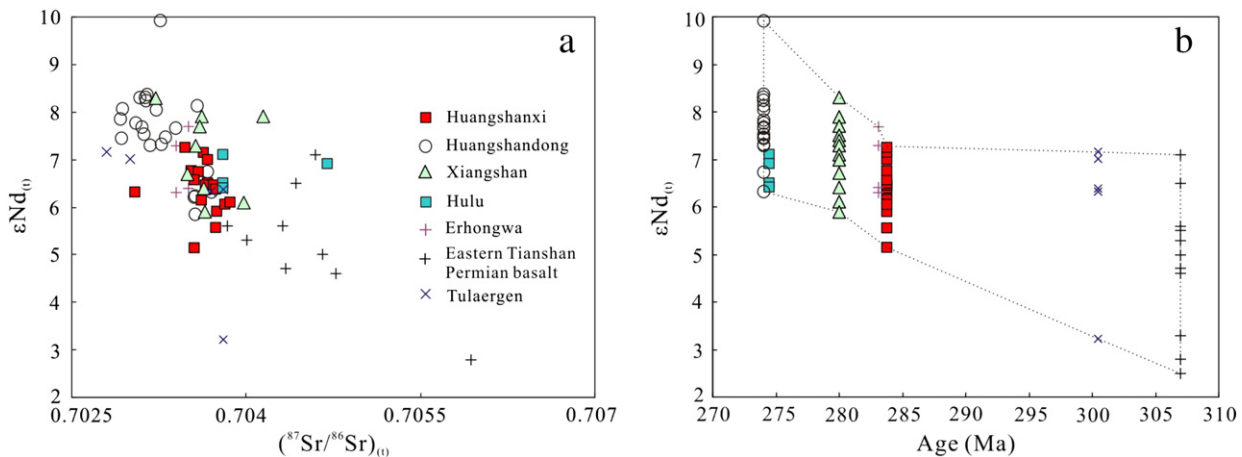 a
10
9
8
7
6
5
4
3
2
εNd(t)
0.7025
0.704
0.7055
0.707
(⁸⁷Sr/⁸⁶Sr)(t)
Huangshanxi
Huangshandong
Xiangshan
Hulu
Erhongwa
Eastern Tianshan
Permian basalt
Tulaergen
b
10
9
8
7
6
5
4
3
2
εNd(t)
270
275
280
285
290
295
300
305
310
Age (Ma)